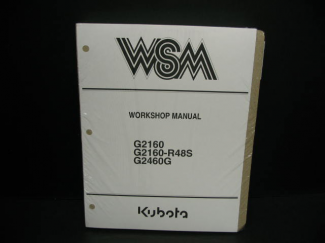 WSM
WORKSHOP MANUAL
G2160
G2160-R48S
G2460G
Kubota